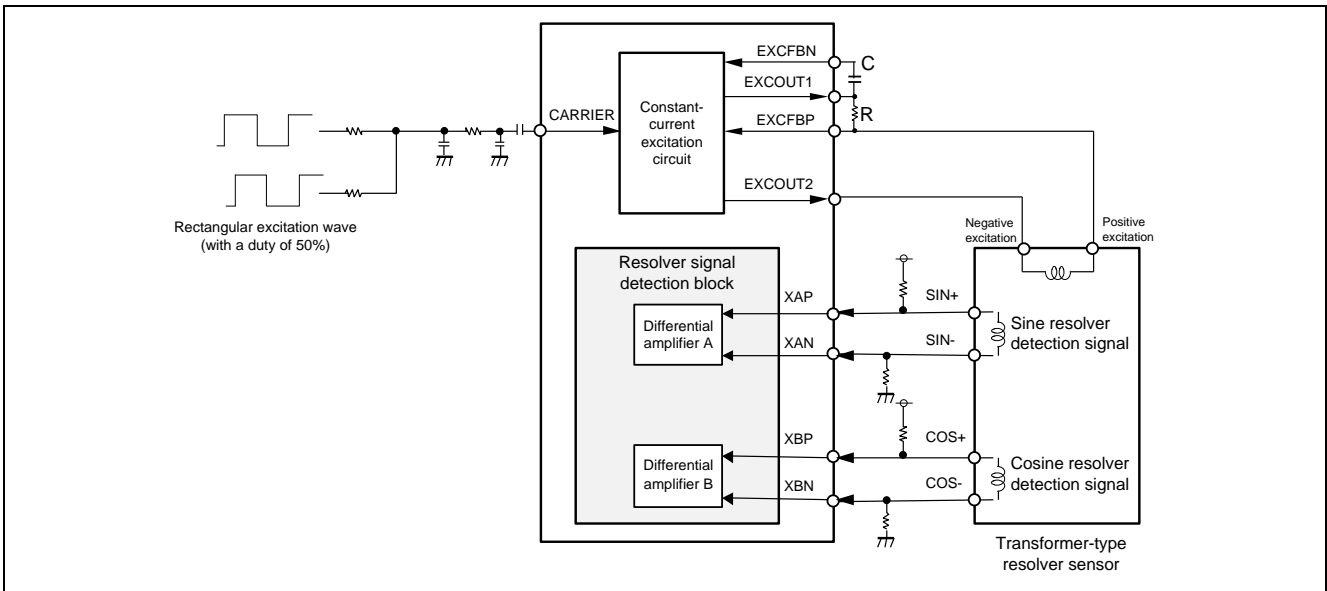 EXCFBN
C
EXCOUT1
CARRIER
Constant-
current
excitation
circuit
R
EXCFBP
EXCOUT2
Rectangular excitation wave
(with a duty of 50%)
Negative
excitation
Positive
excitation
Resolver signal
detection block
XAP
SIN+
Differential
amplifier A
Sine resolver
detection signal
XAN
SIN-
XBP
COS+
Differential
amplifier B
Cosine resolver
detection signal
XBN
COS-
Transformer-type
resolver sensor